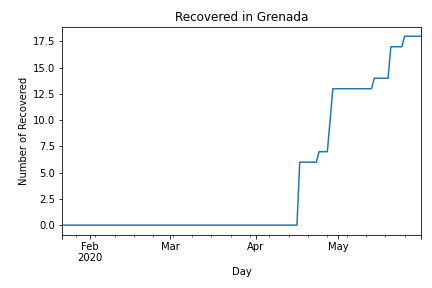 Recovered in Grenada
Number of Recovered
17.5
15.0
12.5
10.0
7.5
5.0
2.5
0.0
Feb
2020
Mar
Apr
May
Day